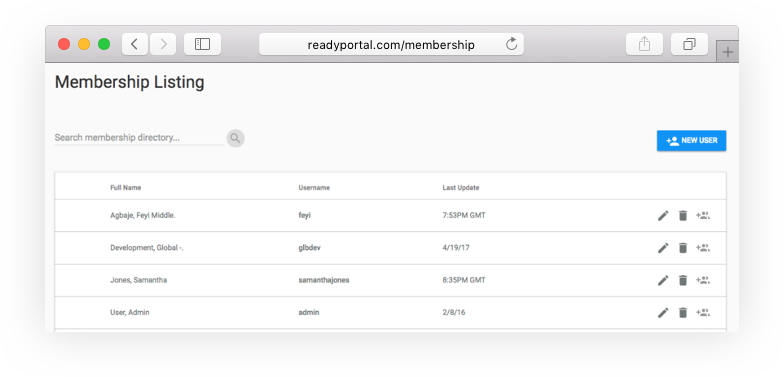 readyportal.com/membership
Membership Listing
Search membership directory...
NEW USER
Full Name Username Last Update
Agbaje, Feyi Middle. feyi 7:53PM GMT
Development, Global -. glbdev 4/19/17
Jones, Samantha samanthajones 8:35PM GMT
User, Admin admin 2/8/16